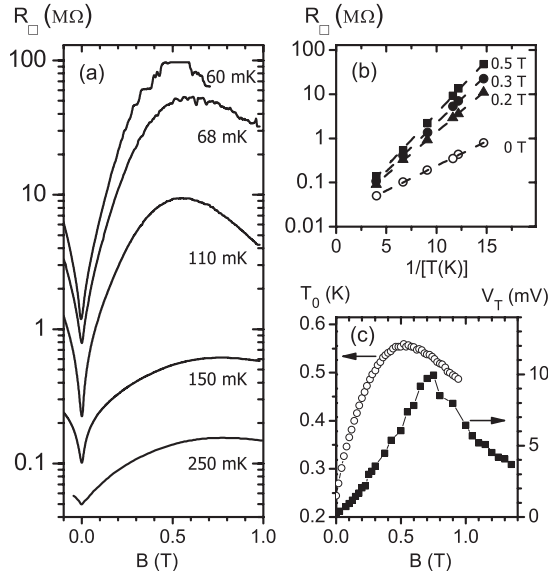 R□ (MΩ)
(a)
100
10
1
0.1
60 mK
68 mK
110 mK
150 mK
250 mK
0.0 0.5 1.0
B (T)
R□ (MΩ)
(b)
100
10
1
0.1
0.01
0.5 T
0.3 T
0.2 T
0 T
0 5 10 15 20
1/[T(K)]
T0 (K)
VT (mV)
(c)
0.6
0.5
0.4
0.3
0.2
10
5
0
0.0 0.5 1.0
B (T)